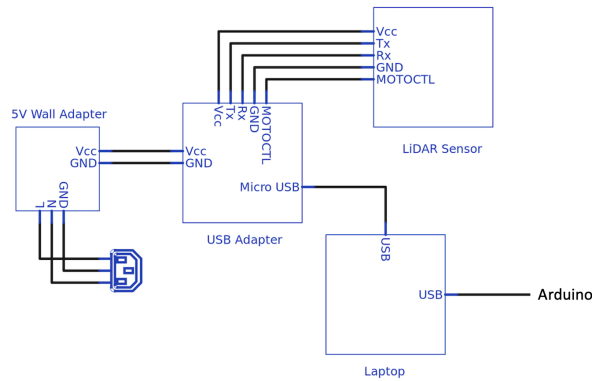 Vcc
Tx
Rx
GND
MOTOCTL
LiDAR Sensor
Vcc
Tx
Rx
GND
MOTOCTL
5V Wall Adapter
Vcc
GND
Vcc
GND
GND
N
L
Micro USB
USB Adapter
USB
USB
Arduino
Laptop